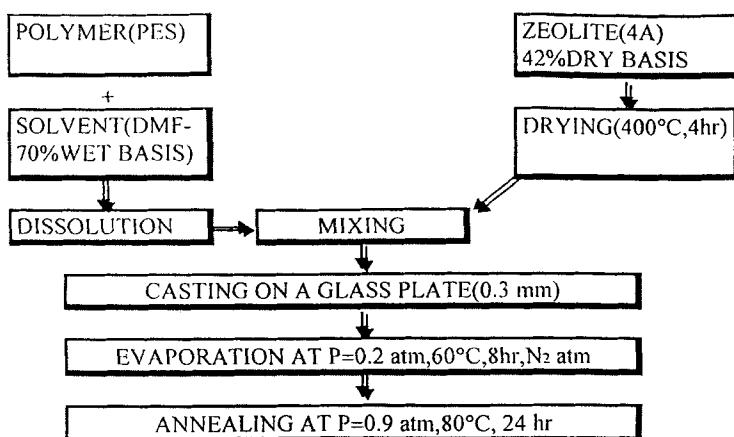 POLYMER(PES)
+
SOLVENT(DMF-
70%WET BASIS)
DISSOLUTION
ZEOLITE(4A)
42%DRY BASIS
DRYING(400°C,4hr)
MIXING
CASTING ON A GLASS PLATE(0.3 mm)
EVAPORATION AT P=0.2 atm,60°C,8hr,N₂ atm
ANNEALING AT P=0.9 atm,80°C, 24 hr